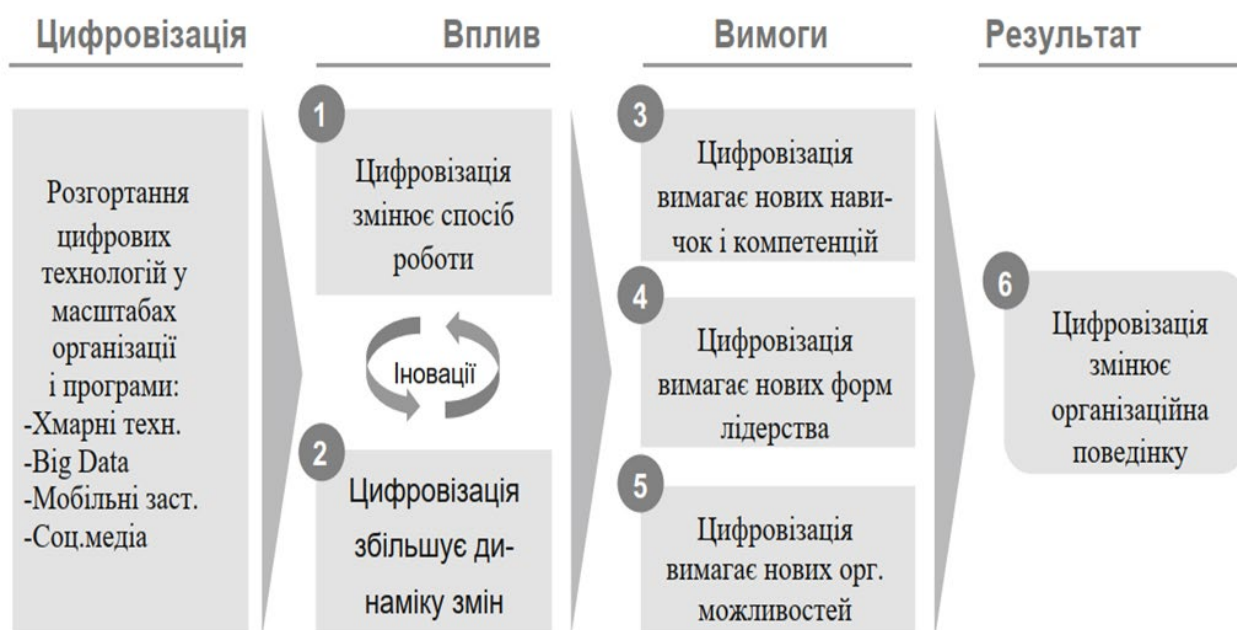 Цифровізація
Вплив
Вимоги
Результат
Розгортання
цифрових
технологій у
масштабах
організації
і програми:
-Хмарні техн.
-Big Data
-Мобільні заст.
-Соц.медіа
1
Цифровізація
змінює спосіб
роботи
Іновації
2
Цифровізація
збільшує ди-
наміку змін
3
Цифровізація
вимагає нових нави-
чок і компетенцій
4
Цифровізація
вимагає нових форм
лідерства
5
Цифровізація
вимагає нових орг.
можливостей
6
Цифровізація
змінює
організаційна
поведінку